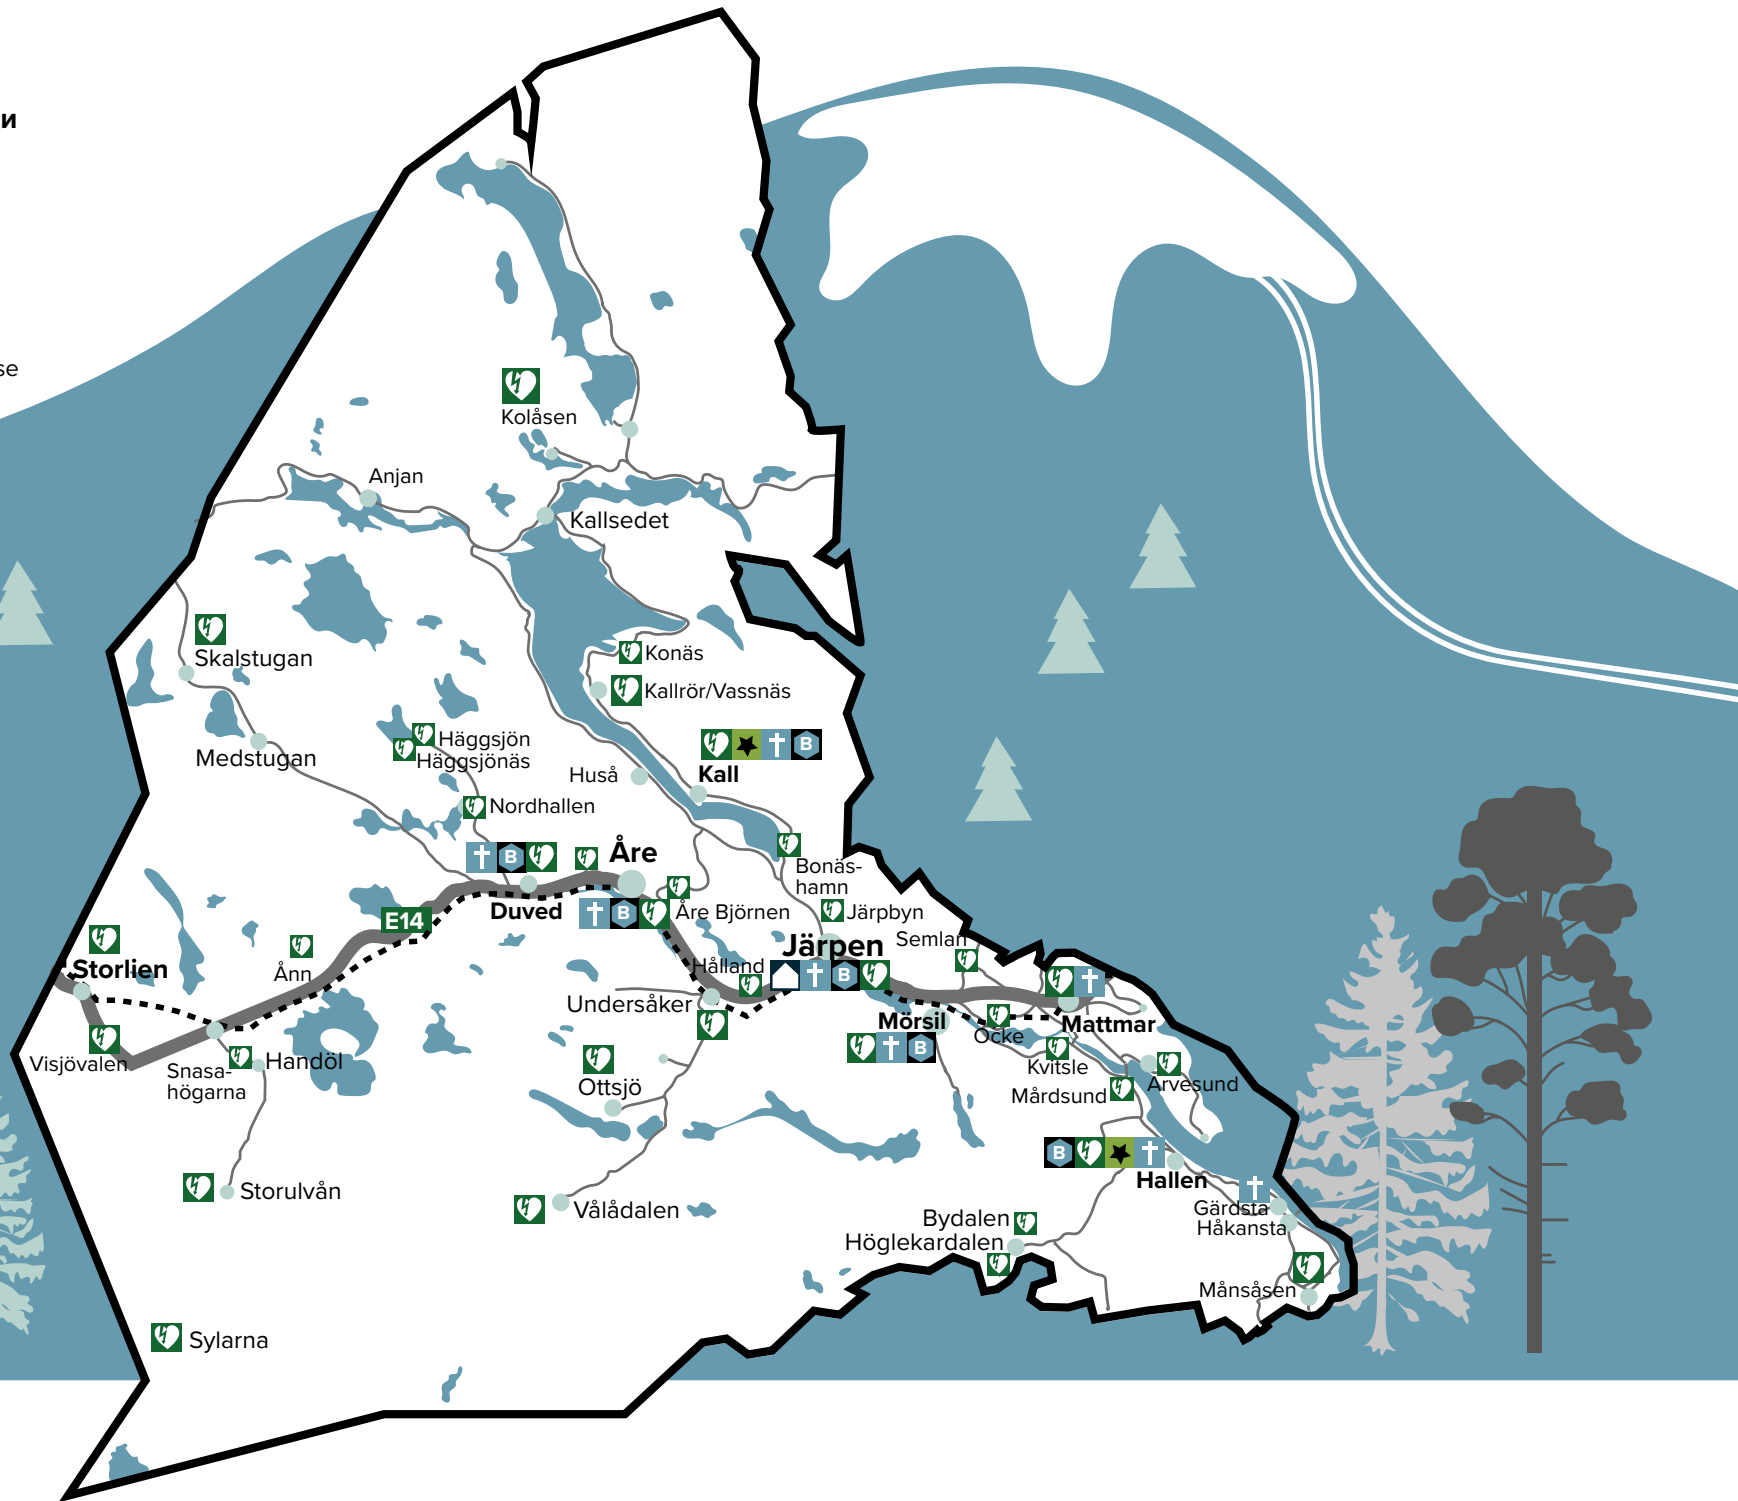 и
se
Kolåsen
Anjan
Kallsedet
Skalstugan
Konäs
Kallrör/Vassnäs
Häggsjön
Häggsjönäs
Medstugan
Huså
B
Kall
Nordhallen
B
Åre
Bonäs-
hamn
E14
Duved
B
Åre Björnen
Järpbyn
Semlan
Järpen
Storlien
Ånn
Hålland
B
Undersåker
Mörsil
B
Ocke
Mattmar
Visjövalen
Snasa-
högarna
Handöl
Kvitsle
Ottsjö
Mårdsund
Arvesund
B
Hallen
Storulvån
Vålådalen
Gärdsta
Håkansta
Bydalen
Höglekardalen
Månsåsen
Sylarna